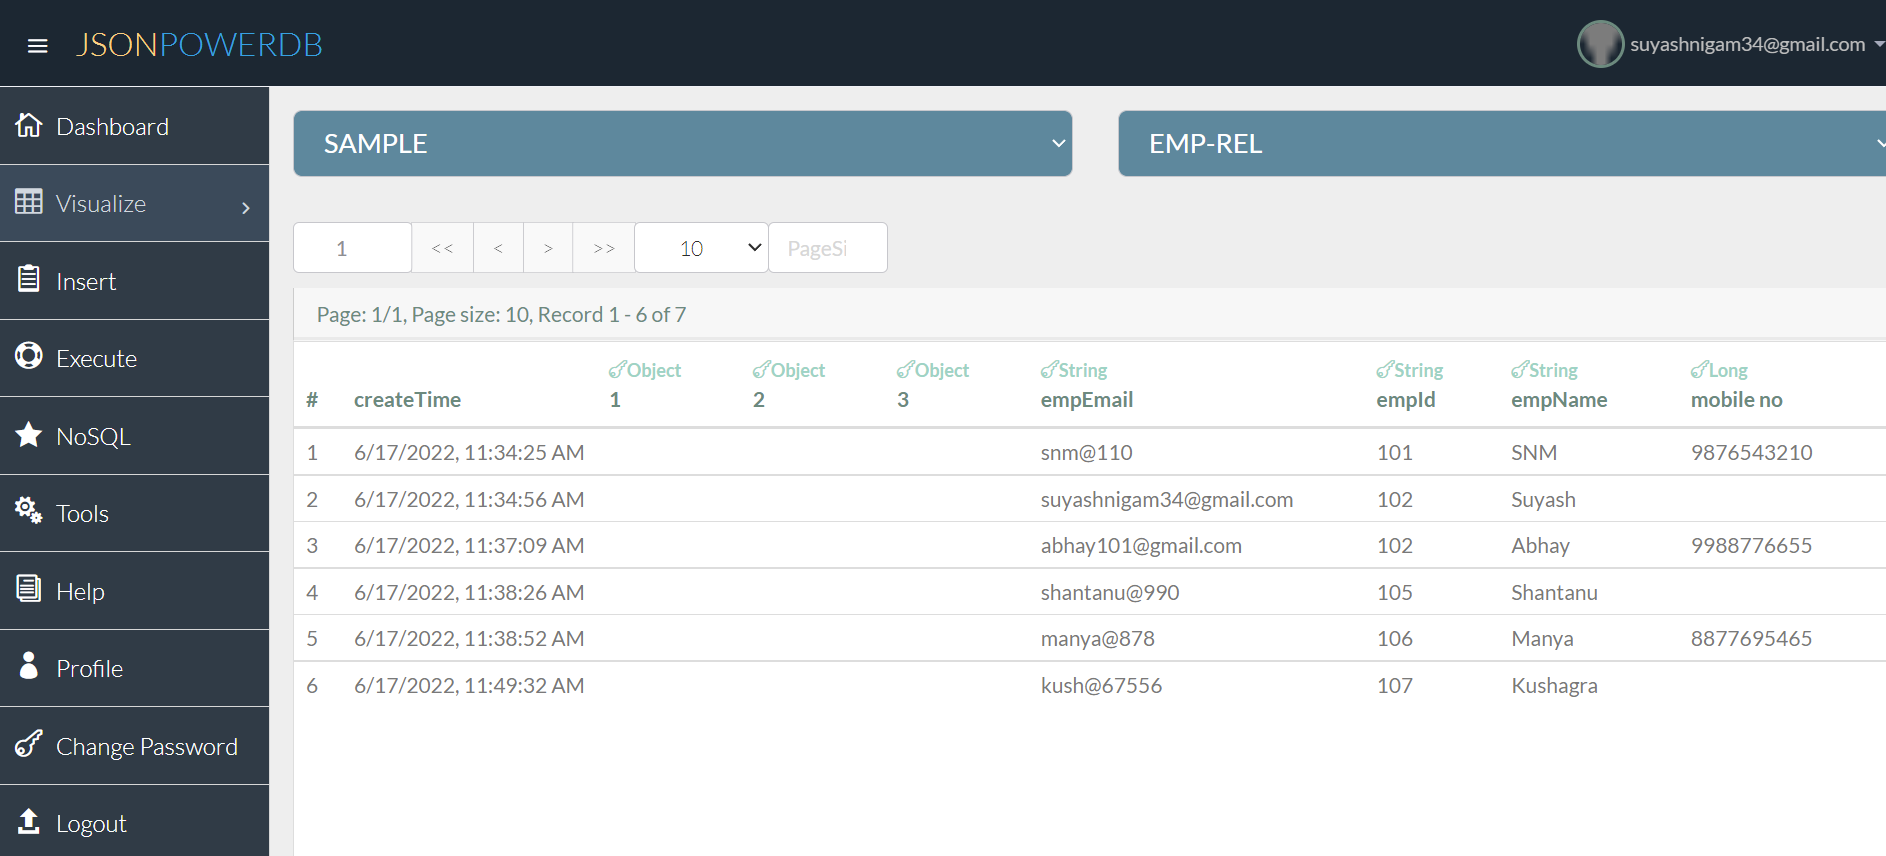 JSONPOWERDB
suyashnigam34@gmail.com
Dashboard
Visualize
Insert
Execute
NoSQL
Tools
Help
Profile
Change Password
Logout
SAMPLE
EMP-REL
1 << < > >> 10 PageSi
Page: 1/1, Page size: 10, Record 1 - 6 of 7
Object Object Object String String String Long
# createTime 1 2 3 empEmail empId empName mobile no
1 6/17/2022, 11:34:25 AM snm@110 101 SNM 9876543210
2 6/17/2022, 11:34:56 AM suyashnigam34@gmail.com 102 Suyash
3 6/17/2022, 11:37:09 AM abhay101@gmail.com 102 Abhay 9988776655
4 6/17/2022, 11:38:26 AM shantanu@990 105 Shantanu
5 6/17/2022, 11:38:52 AM manya@878 106 Manya 8877695465
6 6/17/2022, 11:49:32 AM kush@67556 107 Kushagra